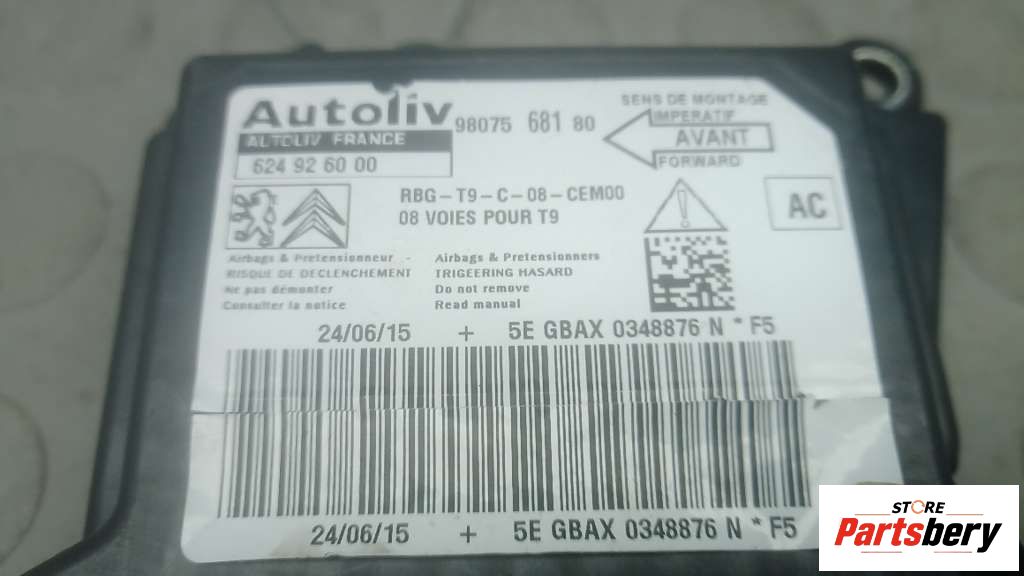 Autoliv 98075 681 80
AUTOLIV FRANCE
624 92 60 00
SENS DE MONTAGE
IMPERATIF
AVANT
FORWARD
RBG-T9-C-08-CEM00
08 VOIES POUR T9
AC
Airbags & Pretensionneur -
RISQUE DE DECLENCHEMENT
Ne pas démonter
Consulter la notice
Airbags & Pretensionners
TRIGEERING HASARD
Do not remove
Read manual
24/06/15 + 5E GBAX 0348876 N * F5
24/06/15 + 5E GBAX 0348876 N * F5
STORE
Partsbery